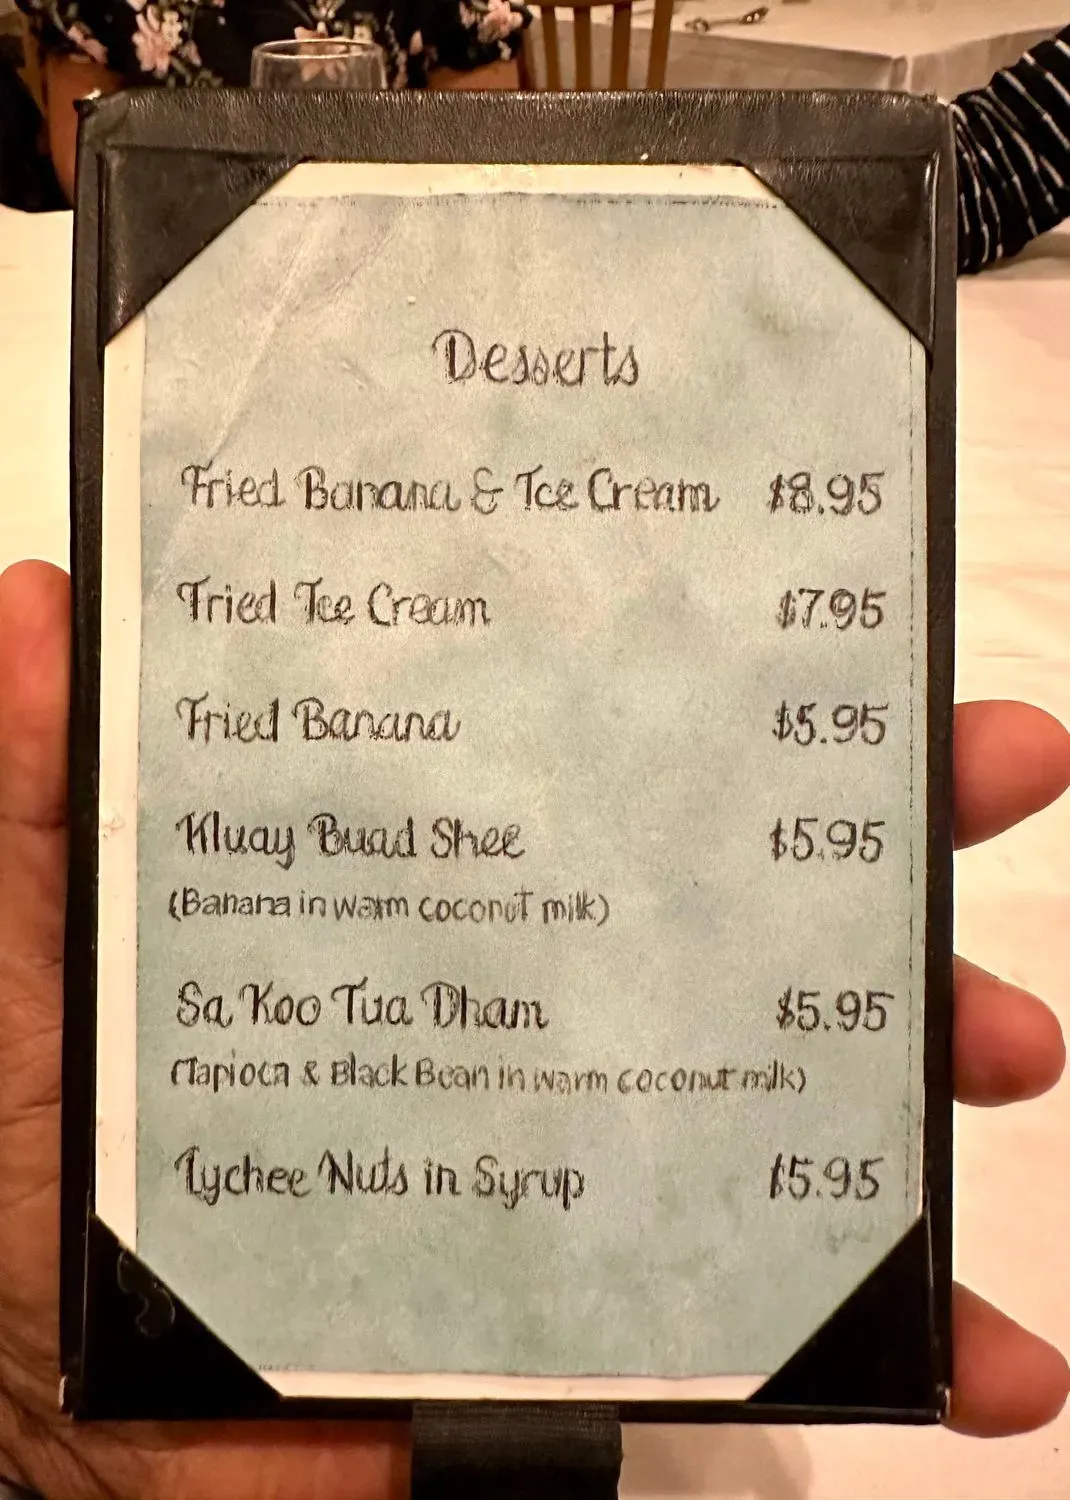 Desserts
Fried Banana & Ice Cream $8.95
Fried Ice Cream $7.95
Fried Banana $5.95
Kluay Buad Shee $5.95
(Banana in warm coconut milk)
Sa Koo Tua Dham $5.95
(Tapioca & Black Bean in warm coconut milk)
Lychee Nuts in Syrup $5.95